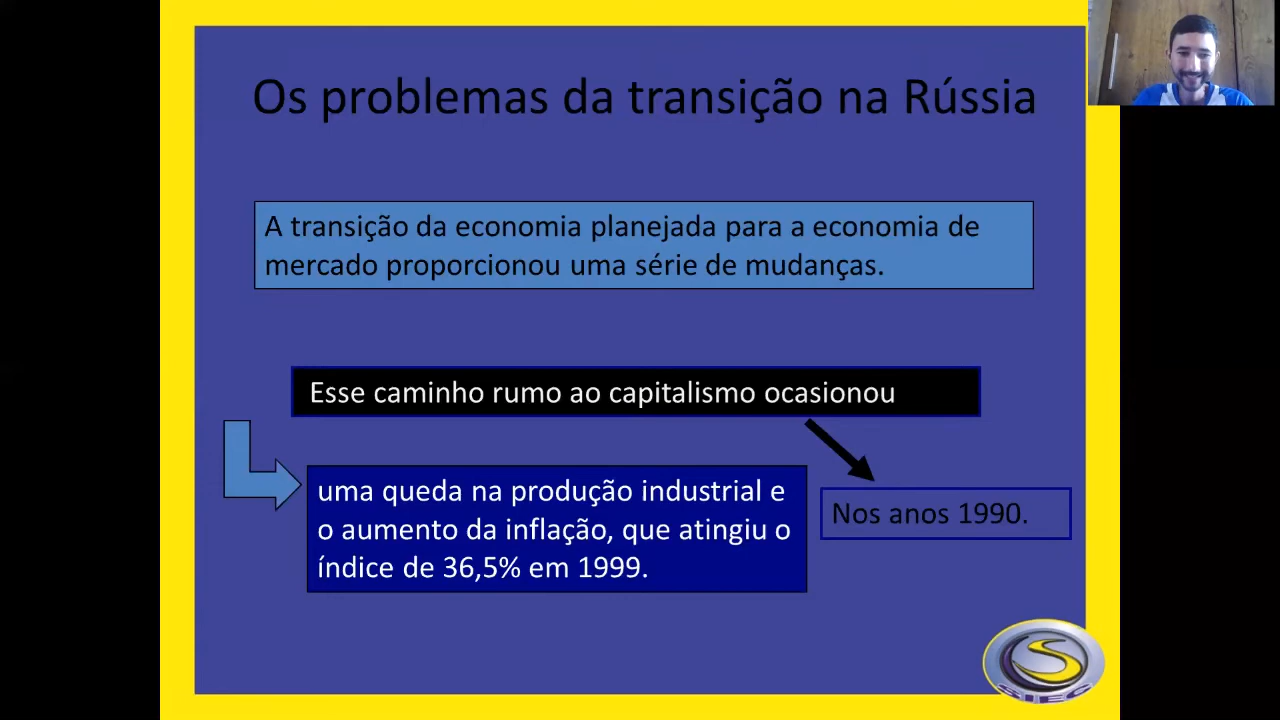 Os problemas da transição na Rússia
A transição da economia planejada para a economia de
mercado proporcionou uma série de mudanças.
Esse caminho rumo ao capitalismo ocasionou
uma queda na produção industrial e
o aumento da inflação, que atingiu o
índice de 36,5% em 1999.
Nos anos 1990.
SIEC